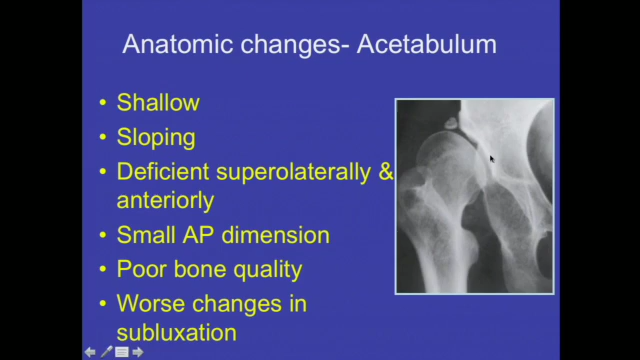 Anatomic changes- Acetabulum
• Shallow
• Sloping
• Deficient superolaterally &
anteriorly
• Small AP dimension
• Poor bone quality
• Worse changes in
subluxation